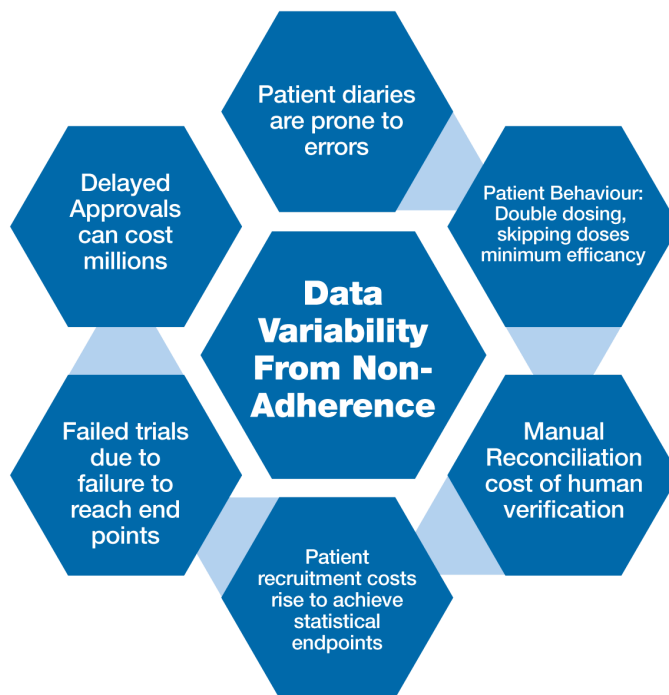 Patient diaries
are prone to
errors
Patient Behaviour:
Double dosing,
skipping doses
minimum efficancy
Manual
Reconciliation
cost of human
verification
Patient
recruitment costs
rise to achieve
statistical
endpoints
Failed trials
due to
failure to
reach end
points
Delayed
Approvals
can cost
millions
Data
Variability
From Non-
Adherence